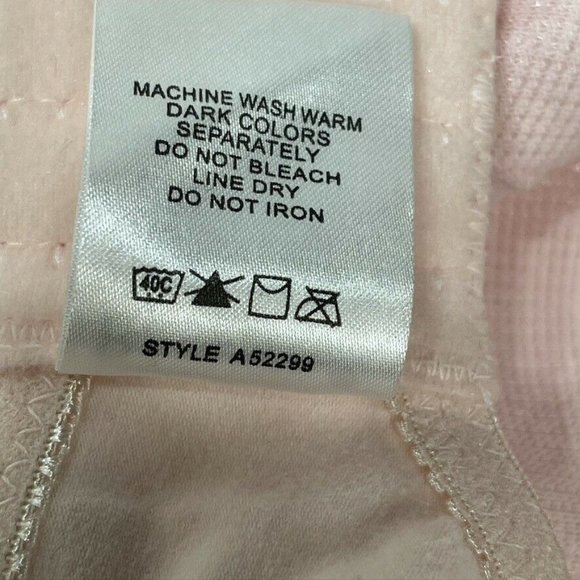 MACHINE WASH WARM
DARK COLORS
SEPARATELY
DO NOT BLEACH
LINE DRY
DO NOT IRON
40C
STYLE A52299